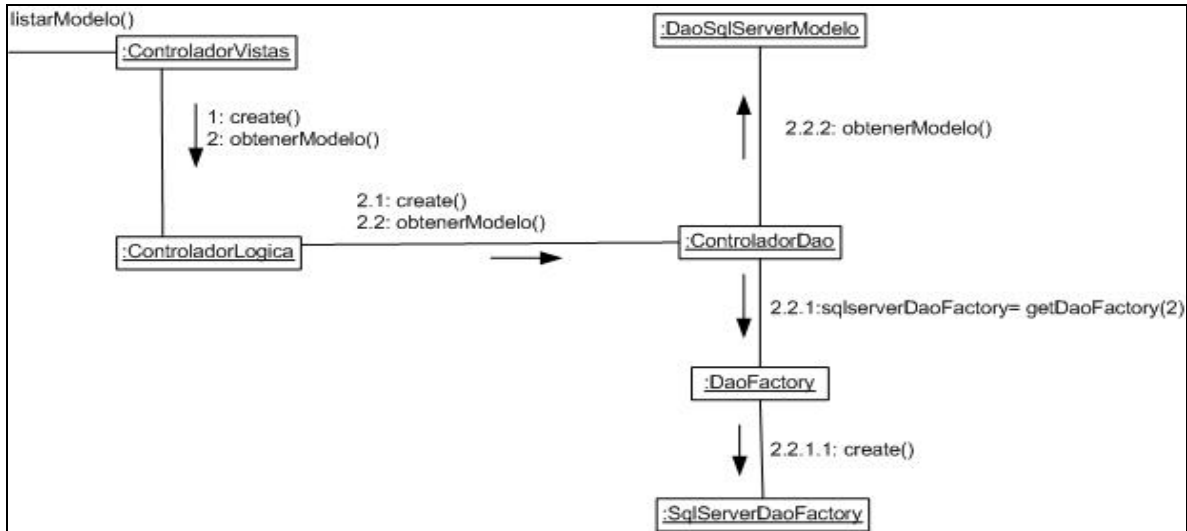 listarModelo()
:ControladorVistas
:DaoSqlServerModelo
1: create()
2: obtenerModelo()
2.2.2: obtenerModelo()
2.1: create()
2.2: obtenerModelo()
:ControladorLogica
:ControladorDao
2.2.1:sqlserverDaoFactory= getDaoFactory(2)
:DaoFactory
2.2.1.1: create()
:SqlServerDaoFactory